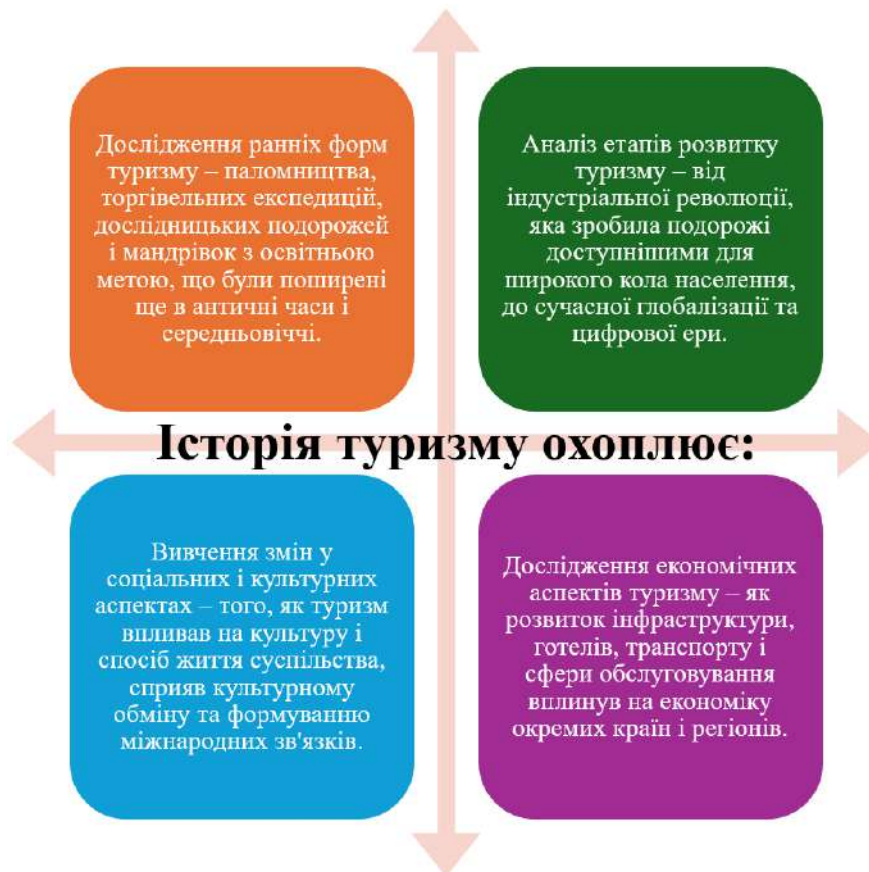 Дослідження ранніх форм
туризму – паломництва,
торгівельних експедицій,
дослідницьких подорожей
і мандрівок з освітньою
метою, що були поширені
ще в античні часи і
середньовіччі.
Аналіз етапів розвитку
туризму – від
індустріальної революції,
яка зробила подорожі
доступнішими для
широкого кола населення,
до сучасної глобалізації та
цифрової ери.
Історія туризму охоплює:
Вивчення змін у
соціальних і культурних
аспектах – того, як туризм
впливав на культуру і
спосіб життя суспільства,
сприяв культурному
обміну та формуванню
міжнародних зв'язків.
Дослідження економічних
аспектів туризму – як
розвиток інфраструктури,
готелів, транспорту і
сфери обслуговування
вплинув на економіку
окремих країн і регіонів.